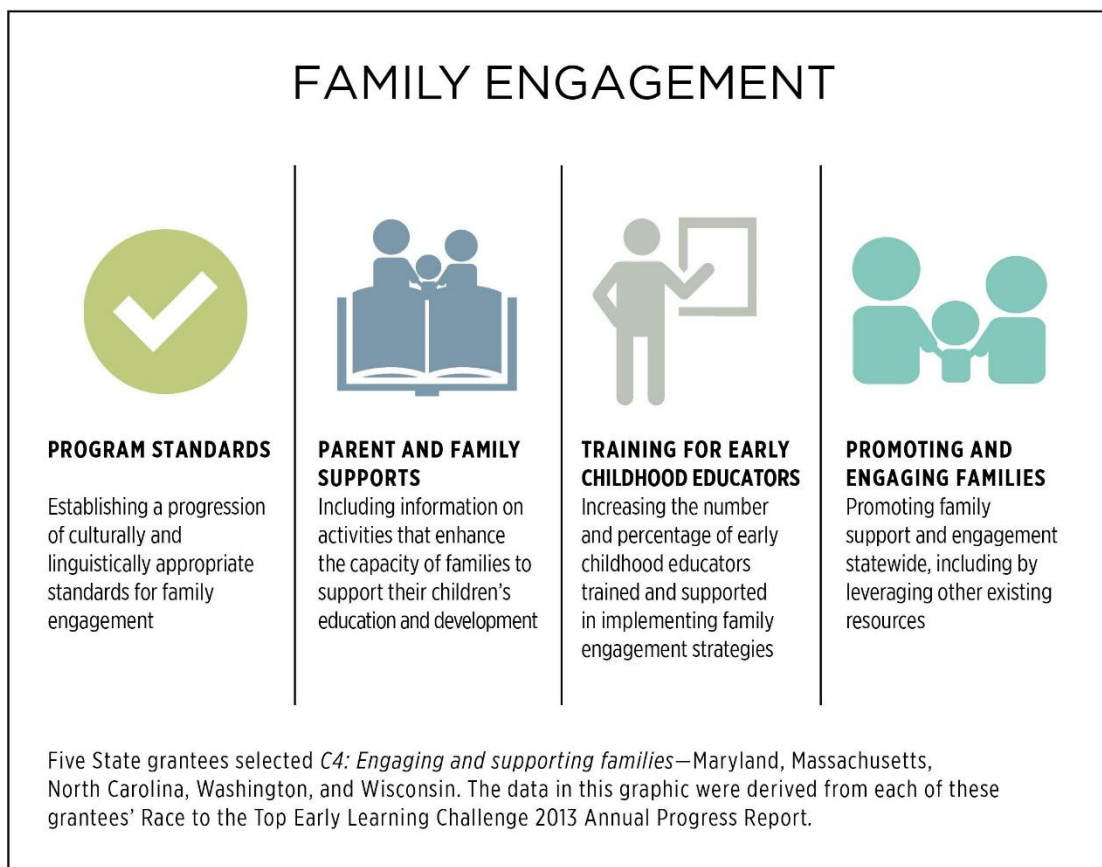 FAMILY ENGAGEMENT
PROGRAM STANDARDS
Establishing a progression
of culturally and
linguistically appropriate
standards for family
engagement
PARENT AND FAMILY
SUPPORTS
Including information on
activities that enhance
the capacity of families to
support their children’s
education and development
TRAINING FOR EARLY
CHILDHOOD EDUCATORS
Increasing the number
and percentage of early
childhood educators
trained and supported
in implementing family
engagement strategies
PROMOTING AND
ENGAGING FAMILIES
Promoting family
support and engagement
statewide, including by
leveraging other existing
resources
Five State grantees selected C4: Engaging and supporting families—Maryland, Massachusetts,
North Carolina, Washington, and Wisconsin. The data in this graphic were derived from each of these
grantees’ Race to the Top Early Learning Challenge 2013 Annual Progress Report.